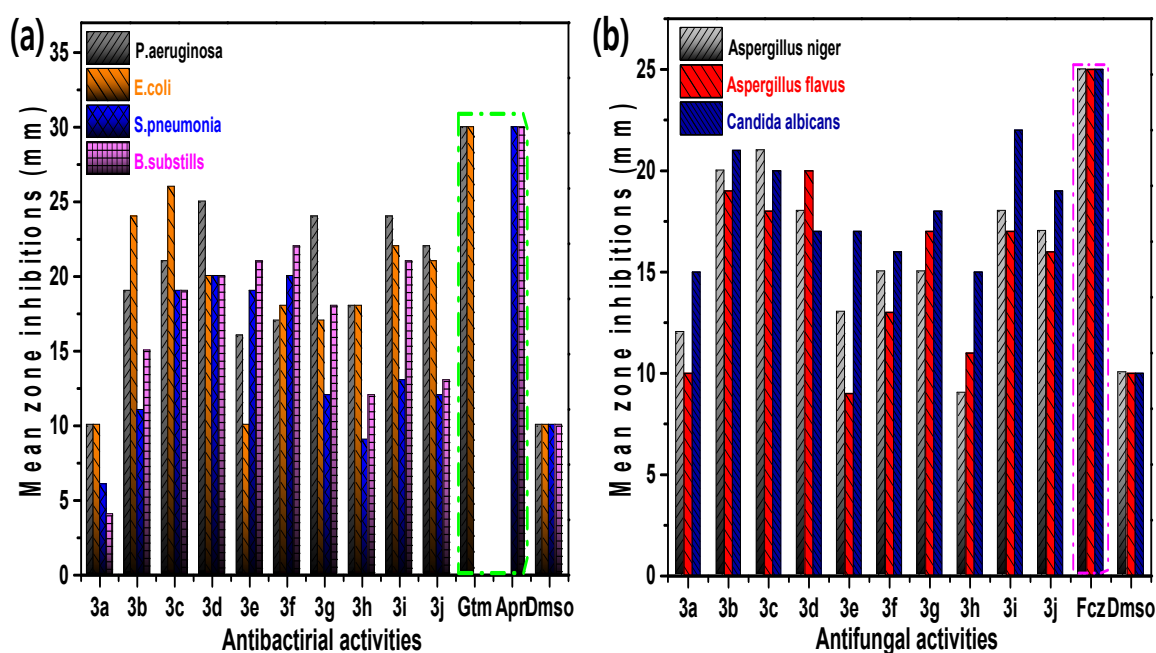 (a)
P.aeruginosa
E.coli
S.pneumonia
B.substills
Mean zone inhibitions (mm)
35
30
25
20
15
10
5
0
3a 3b 3c 3d 3e 3f 3g 3h 3i 3j Gtm Apn Dmso
Antibactirial activities
(b)
Aspergillus niger
Aspergillus flavus
Candida albicans
Mean zone inhibitions (mm)
25
20
15
10
5
0
3a 3b 3c 3d 3e 3f 3g 3h 3i 3j Fcz Dmso
Antifungal activities